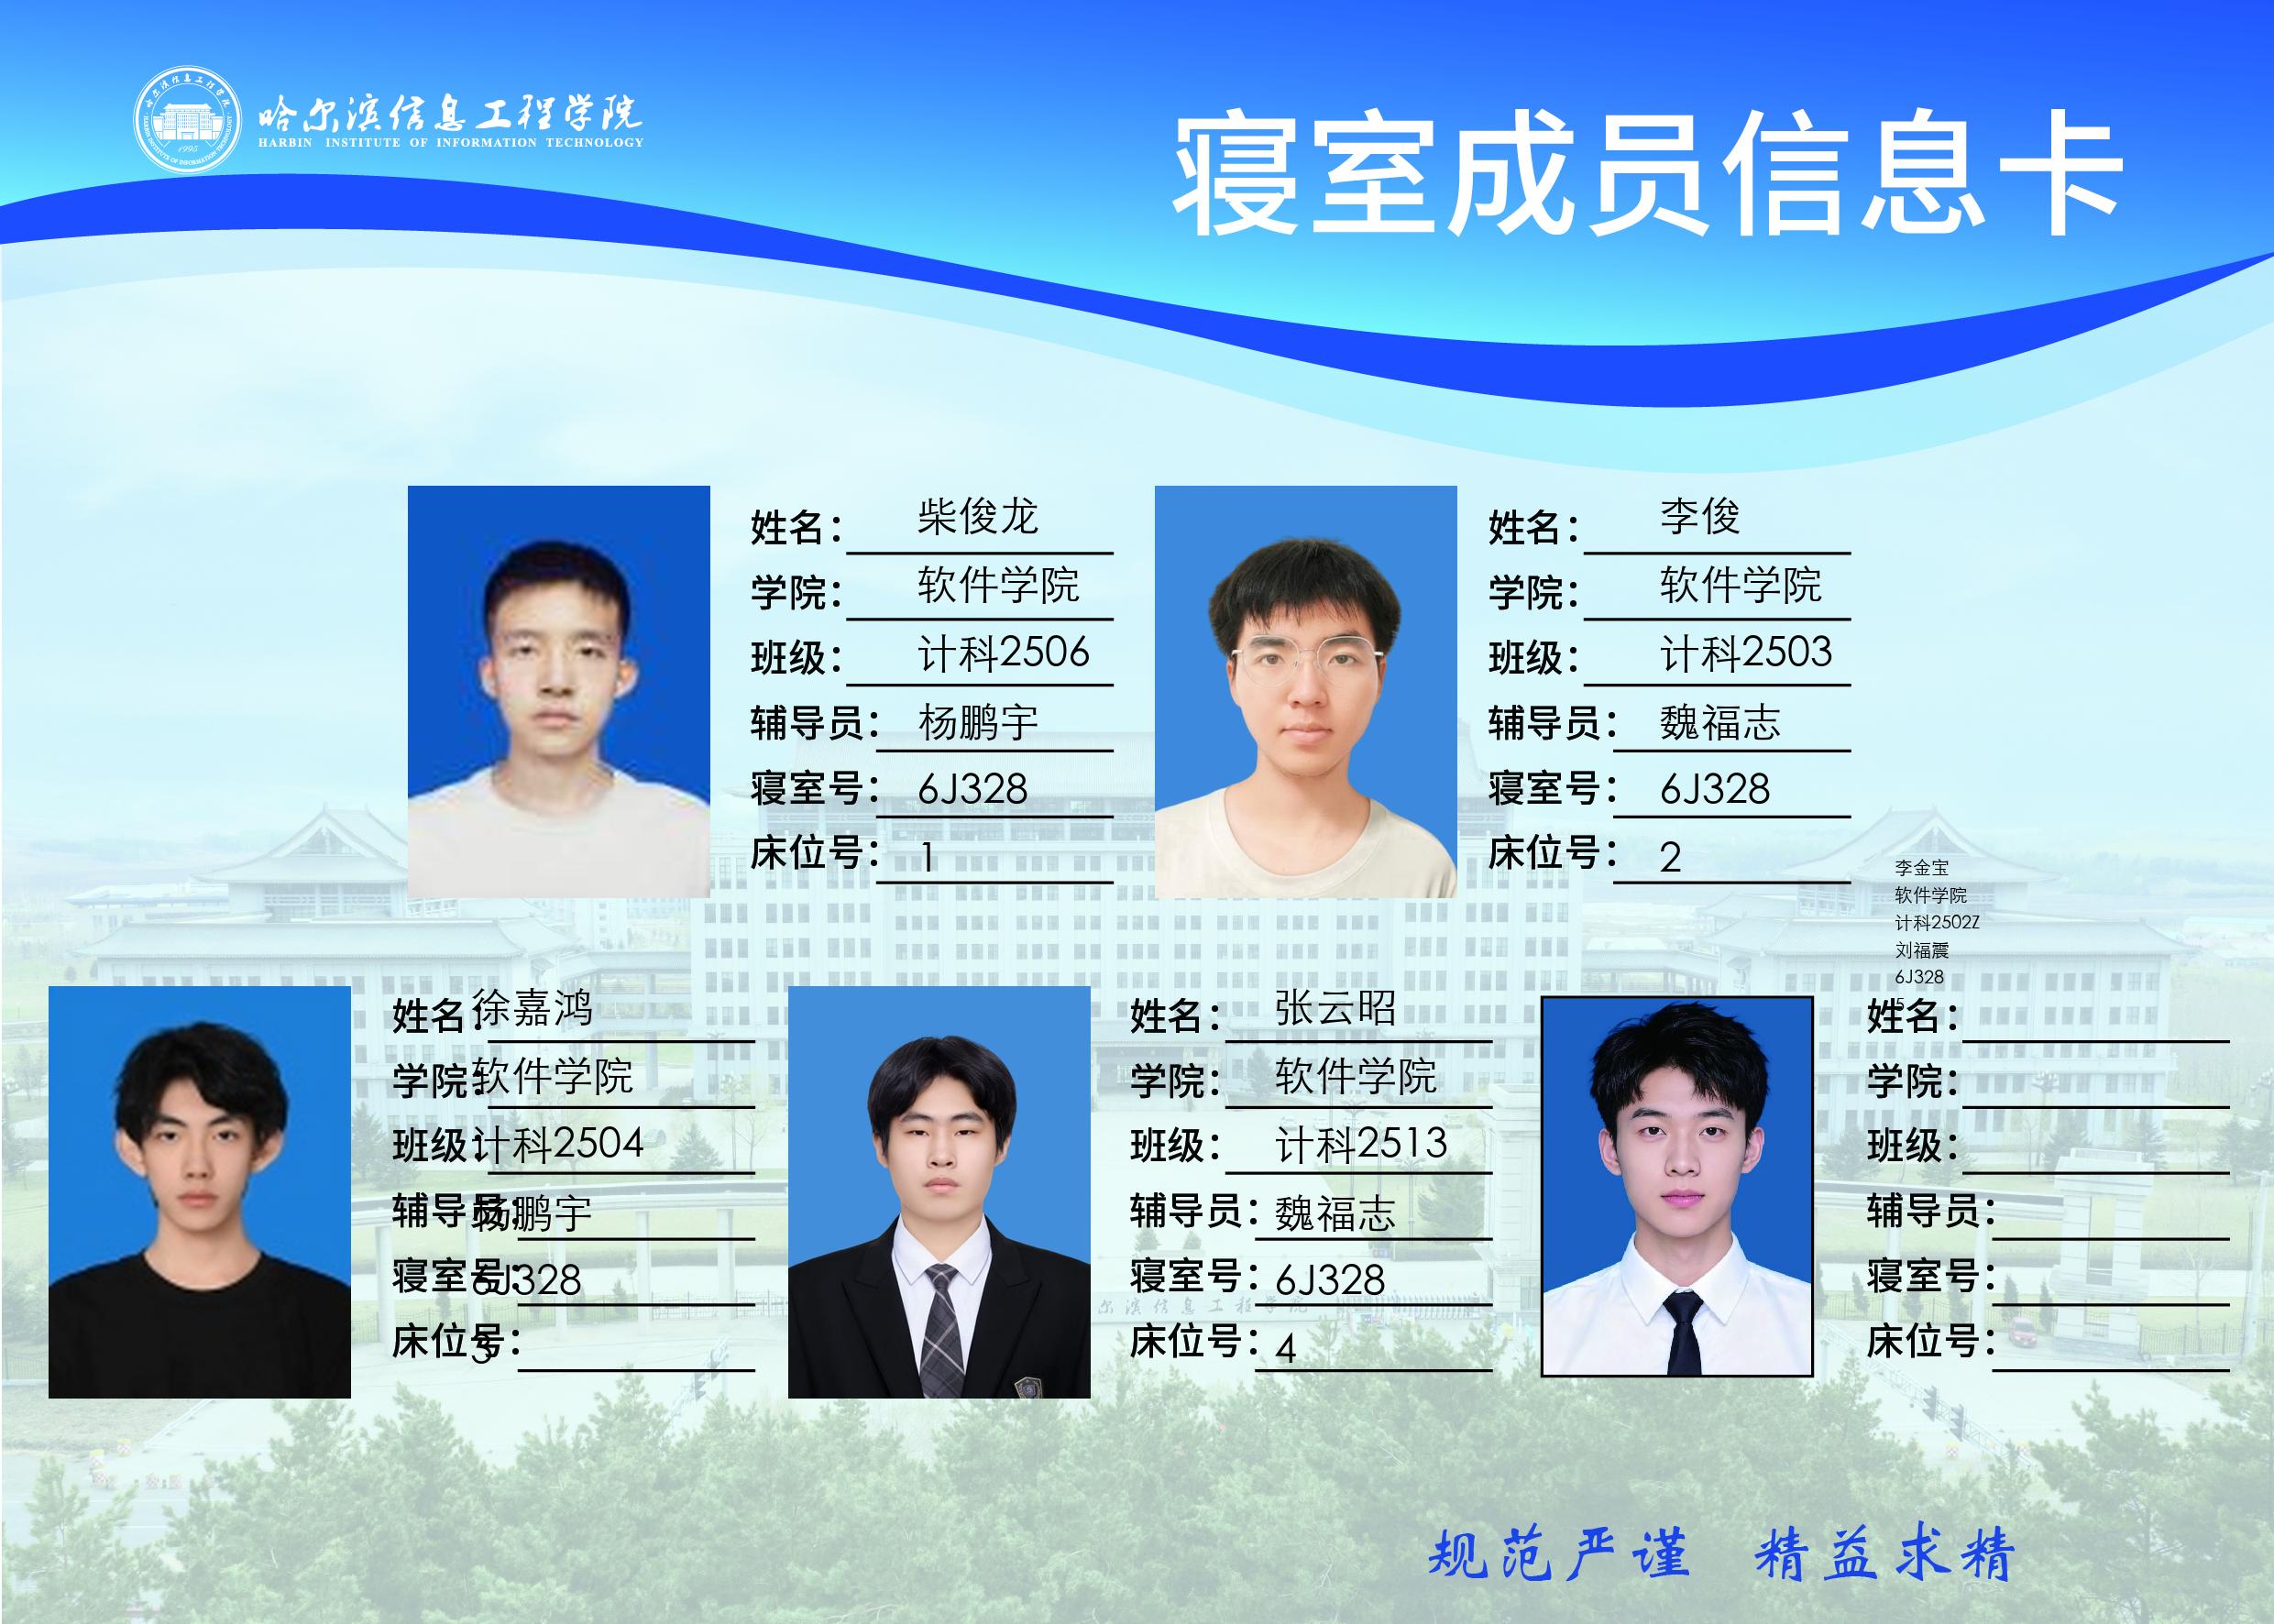 哈尔滨信息工程学院
HARBIN INSTITUTE OF INFORMATION TECHNOLOGY
1995
寝室成员信息卡
姓名： 柴俊龙
学院： 软件学院
班级： 计科2506
辅导员： 杨鹏宇
寝室号： 6J328
床位号： 1
姓名： 李俊
学院： 软件学院
班级： 计科2503
辅导员： 魏福志
寝室号： 6J328
床位号： 2
李金宝
软件学院
计科2502Z
刘福震
6J328
5
姓名：徐嘉鸿
学院：软件学院
班级：计科2504
辅导员：杨鹏宇
寝室号：6J328
床位号：3
姓名： 张云昭
学院： 软件学院
班级： 计科2513
辅导员： 魏福志
寝室号： 6J328
床位号： 4
姓名：
学院：
班级：
辅导员：
寝室号：
床位号：
规范严谨 精益求精